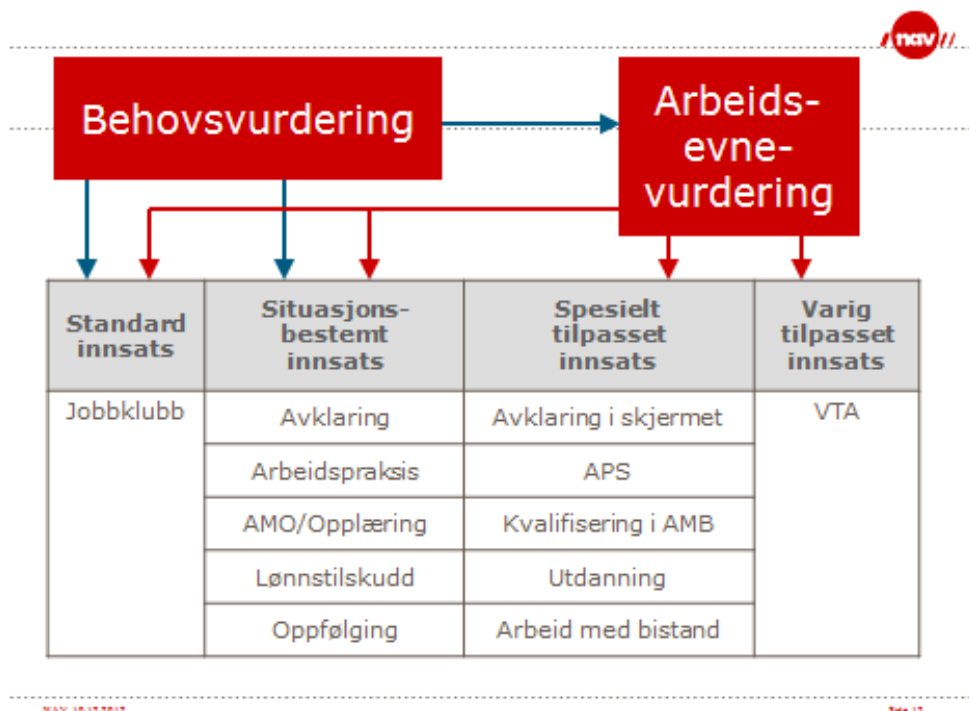 nav
Behovsvurdering
Arbeids-
evne-
vurdering
Standard
innsats
Situasjons-
bestemt
innsats
Spesielt
tilpasset
innsats
Varig
tilpasset
innsats
Jobbklubb
Avklaring
Avklaring i skjermet
VTA
Arbeidspraksis
APS
AMO/Opplæring
Kvalifisering i AMB
Lønnstilskudd
Utdanning
Oppfølging
Arbeid med bistand